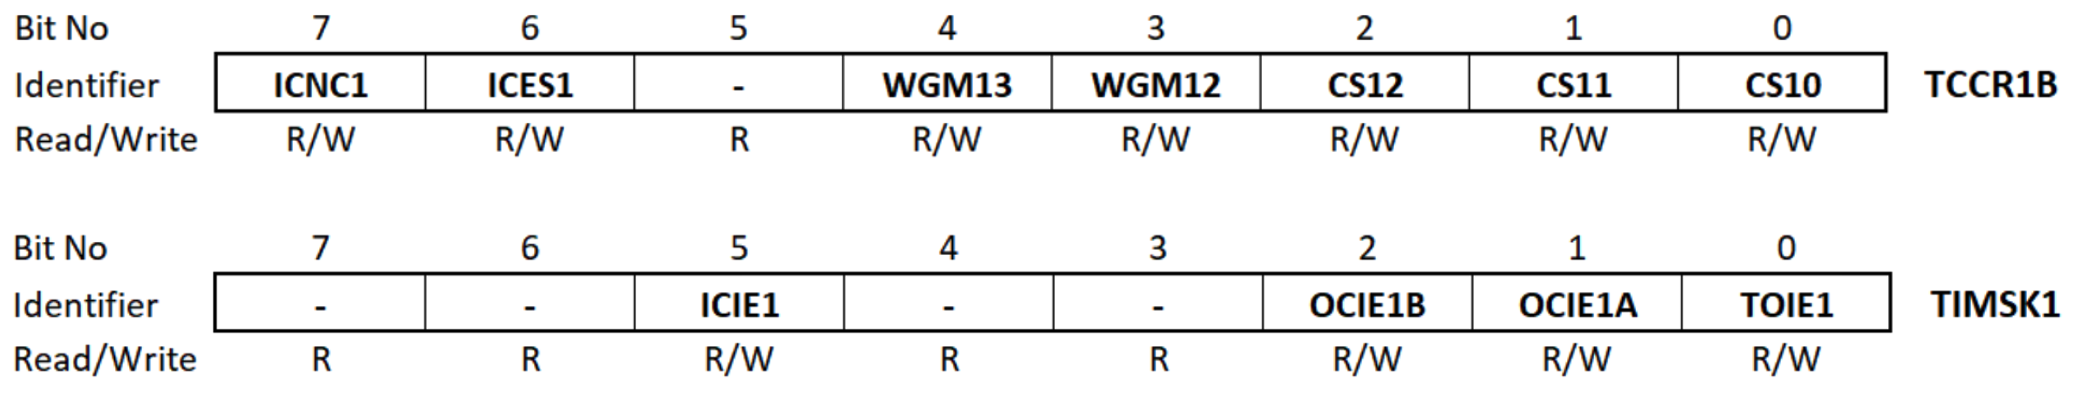 Bit No 7 6 5 4 3 2 1 0
Identifier ICNC1 ICES1 - WGM13 WGM12 CS12 CS11 CS10 TCCR1B
Read/Write R/W R/W R R/W R/W R/W R/W R/W
Bit No 7 6 5 4 3 2 1 0
Identifier - - ICIE1 - - OCIE1B OCIE1A TOIE1 TIMSK1
Read/Write R R R/W R R R/W R/W R/W